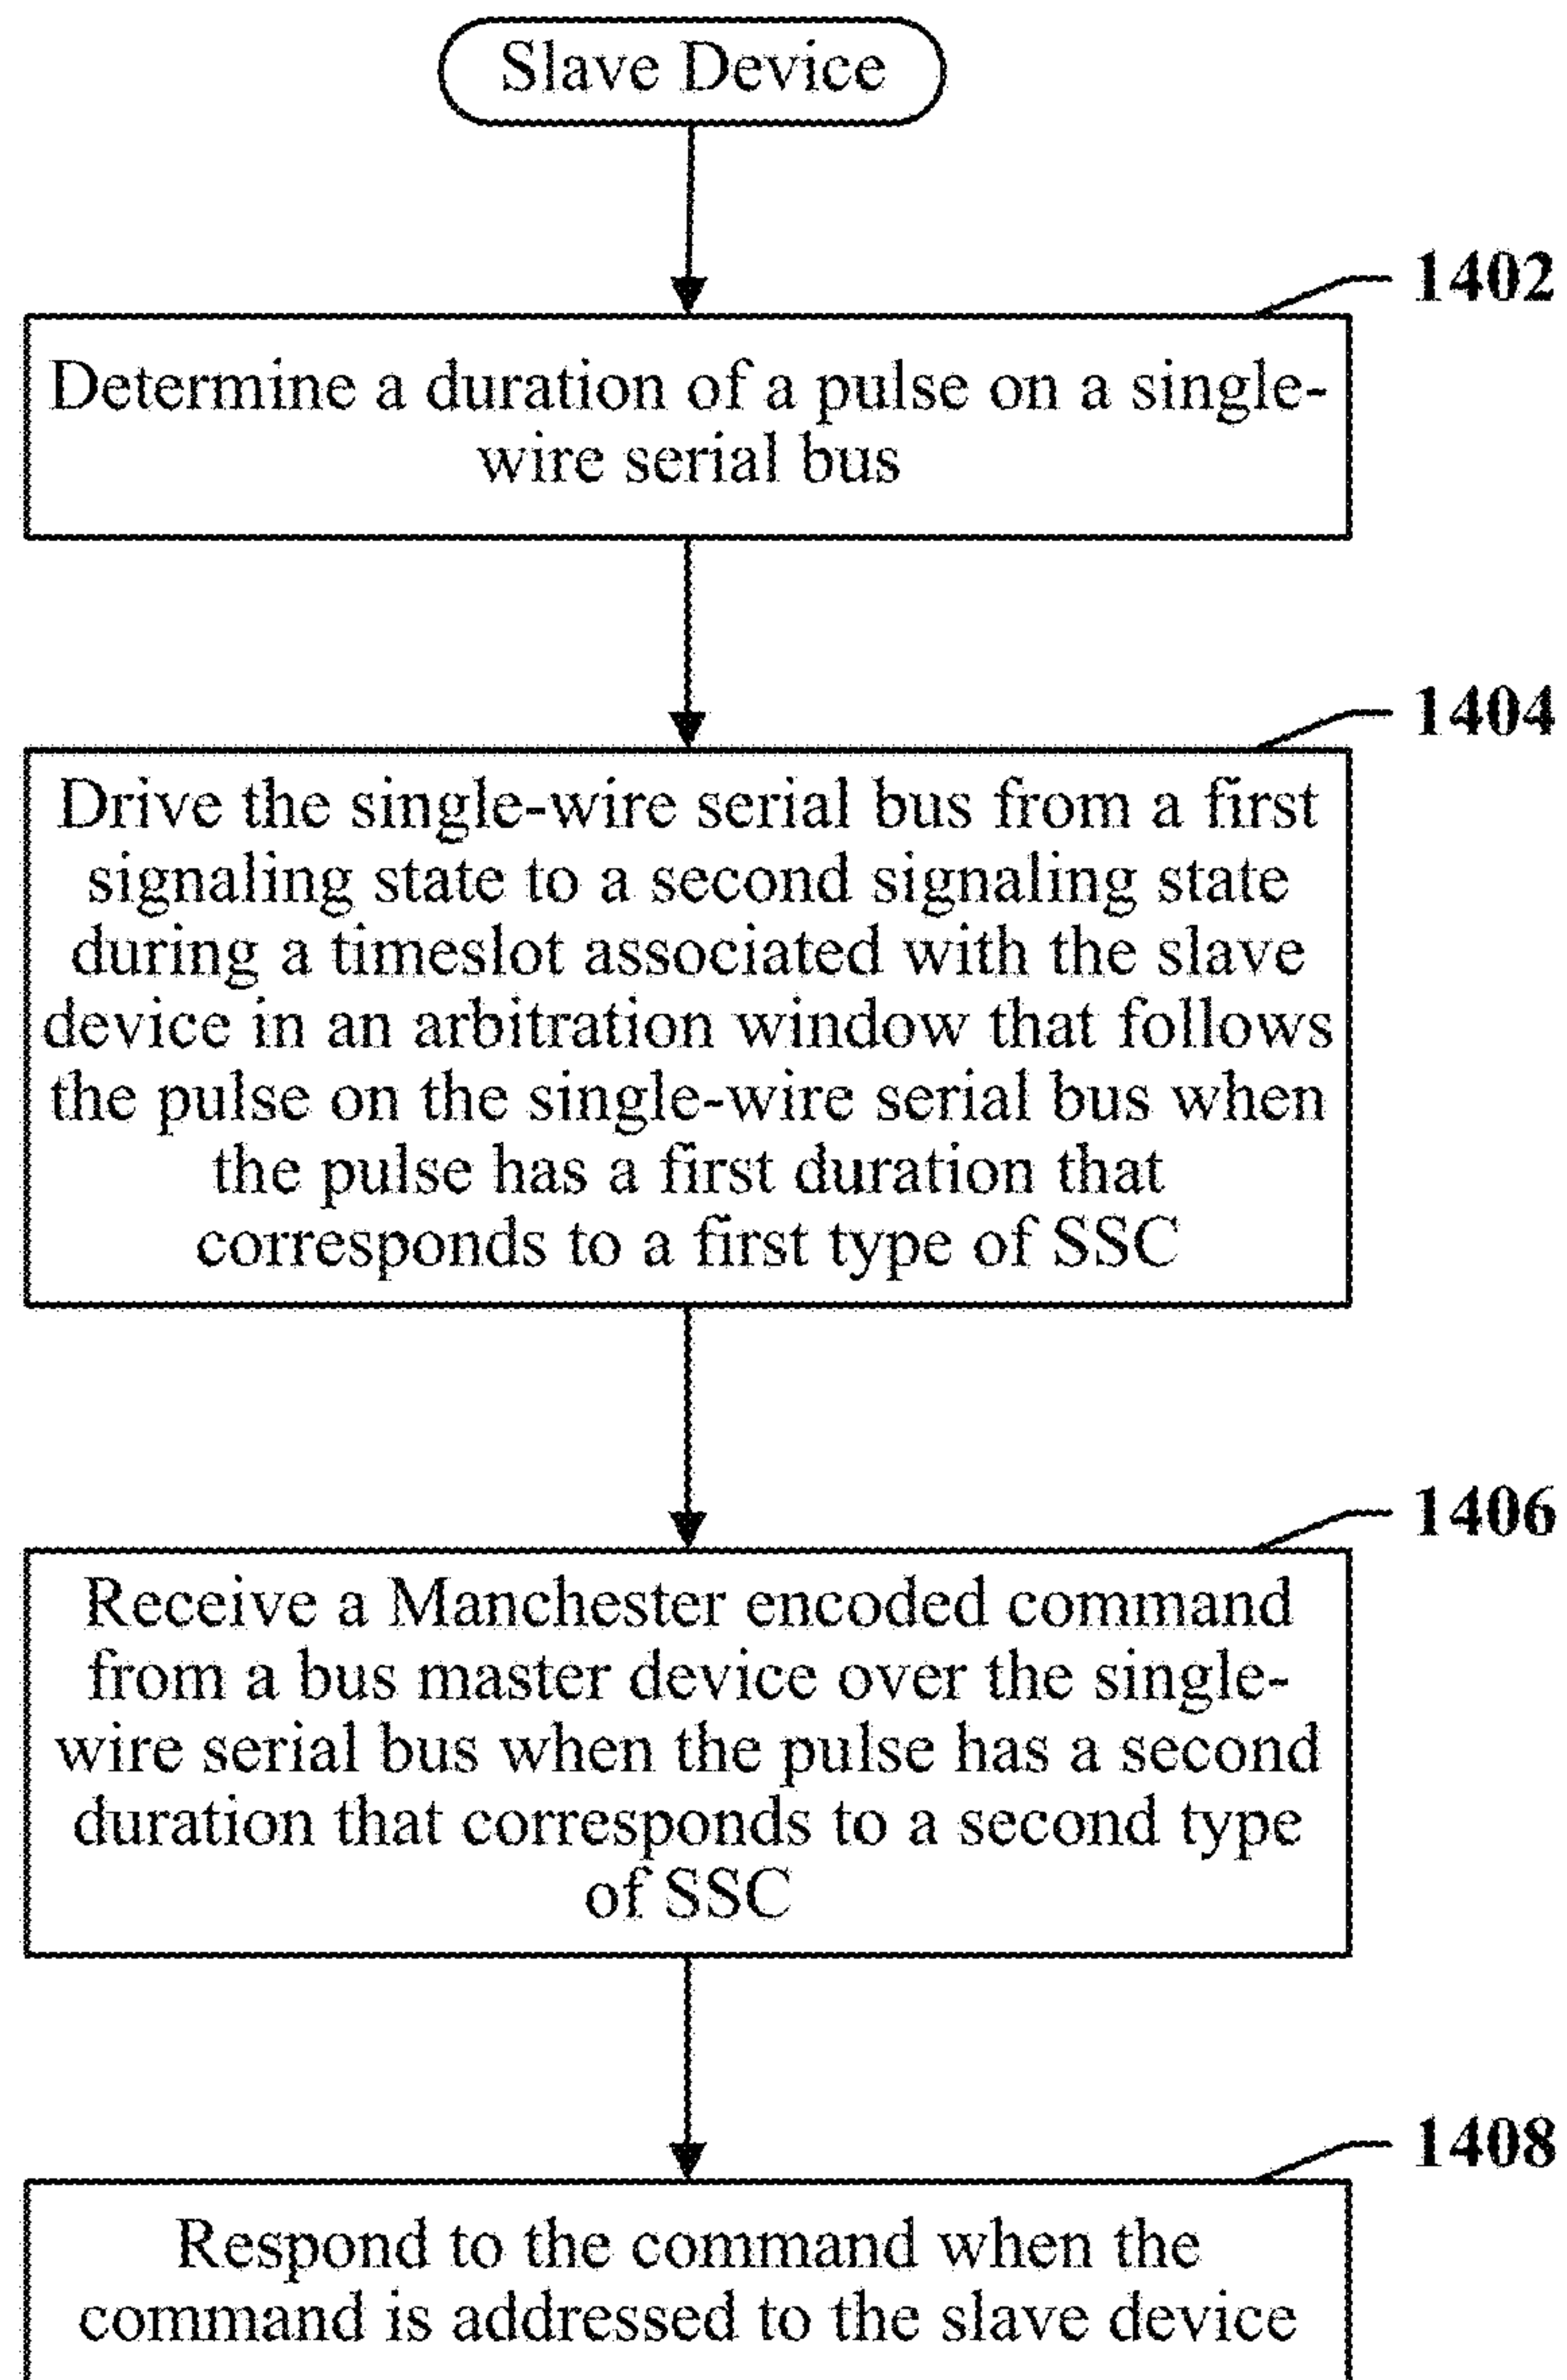 Slave Device
1402
Determine a duration of a pulse on a single-
wire serial bus
1404
Drive the single-wire serial bus from a first
signaling state to a second signaling state
during a timeslot associated with the slave
device in an arbitration window that follows
the pulse on the single-wire serial bus when
the pulse has a first duration that
corresponds to a first type of SSC
1406
Receive a Manchester encoded command
from a bus master device over the single-
wire serial bus when the pulse has a second
duration that corresponds to a second type
of SSC
1408
Respond to the command when the
command is addressed to the slave device